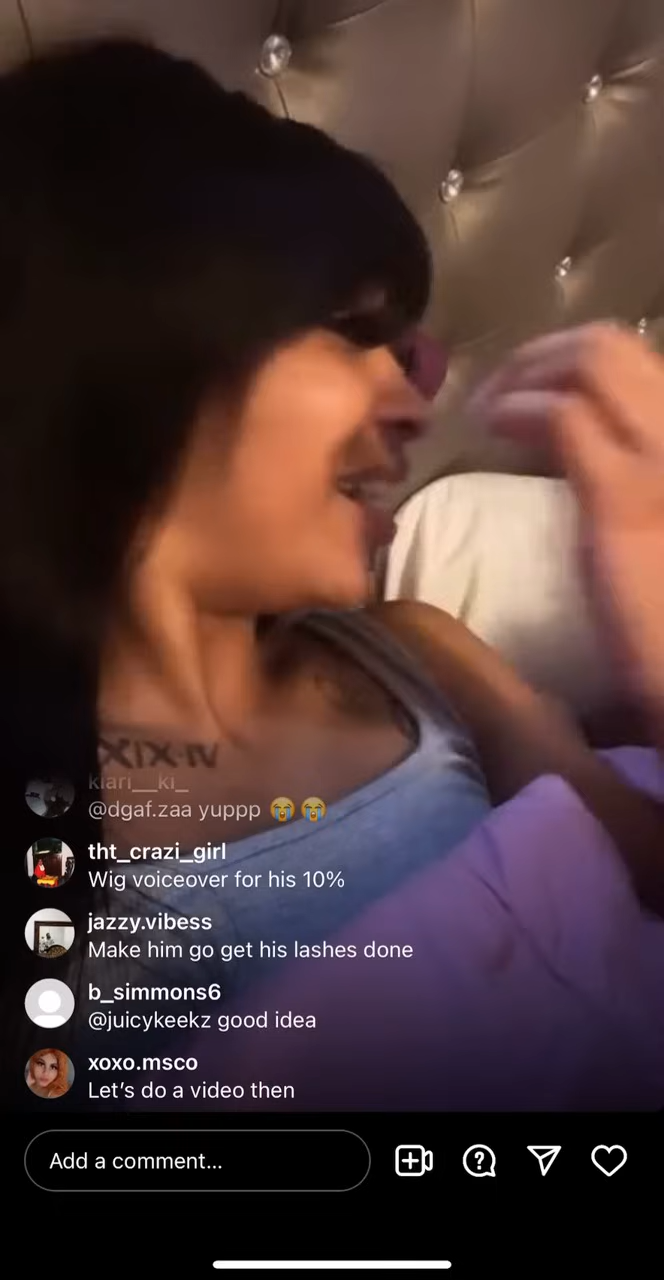 XIX·IV
kiari__ki_
@dgaf.zaa yuppp 😭😭
tht_crazi_girl
Wig voiceover for his 10%
jazzy.vibess
Make him go get his lashes done
b_simmons6
@juicykeekz good idea
xoxo.msco
Let’s do a video then
Add a comment...